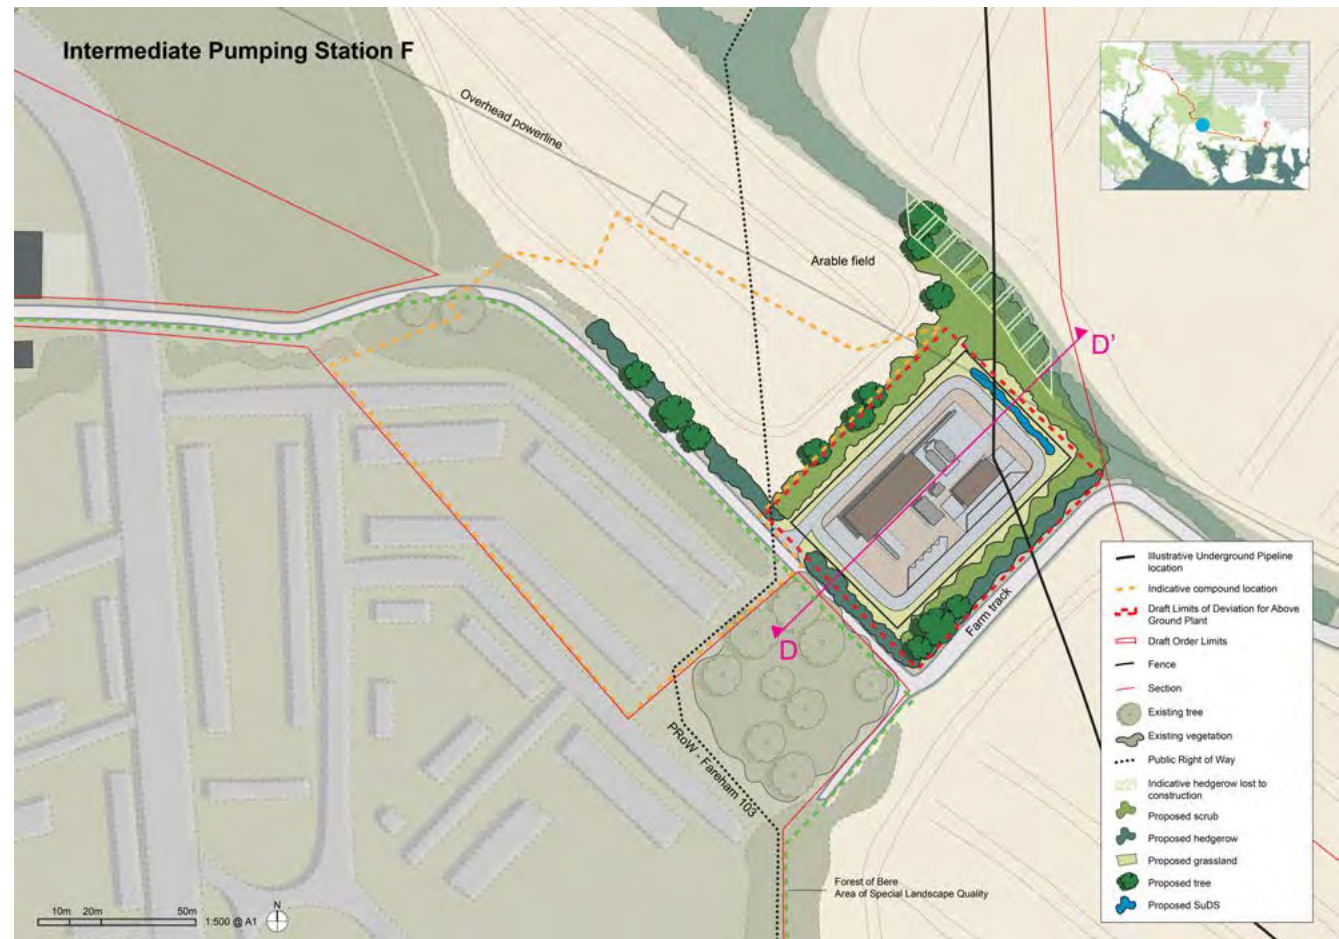 Intermediate Pumping Station F
Overhead powerline
Arable field
D'
D
Farm track
PRoW - Fareham 103
Forest of Bere
Area of Special Landscape Quality
10m 20m 50m
1:500 @ A1
N
Illustrative Underground Pipeline
location
Indicative compound location
Draft Limits of Deviation for Above
Ground Plant
Draft Order Limits
Fence
Section
Existing tree
Existing vegetation
Public Right of Way
Indicative hedgerow lost to
construction
Proposed scrub
Proposed hedgerow
Proposed grassland
Proposed tree
Proposed SuDS